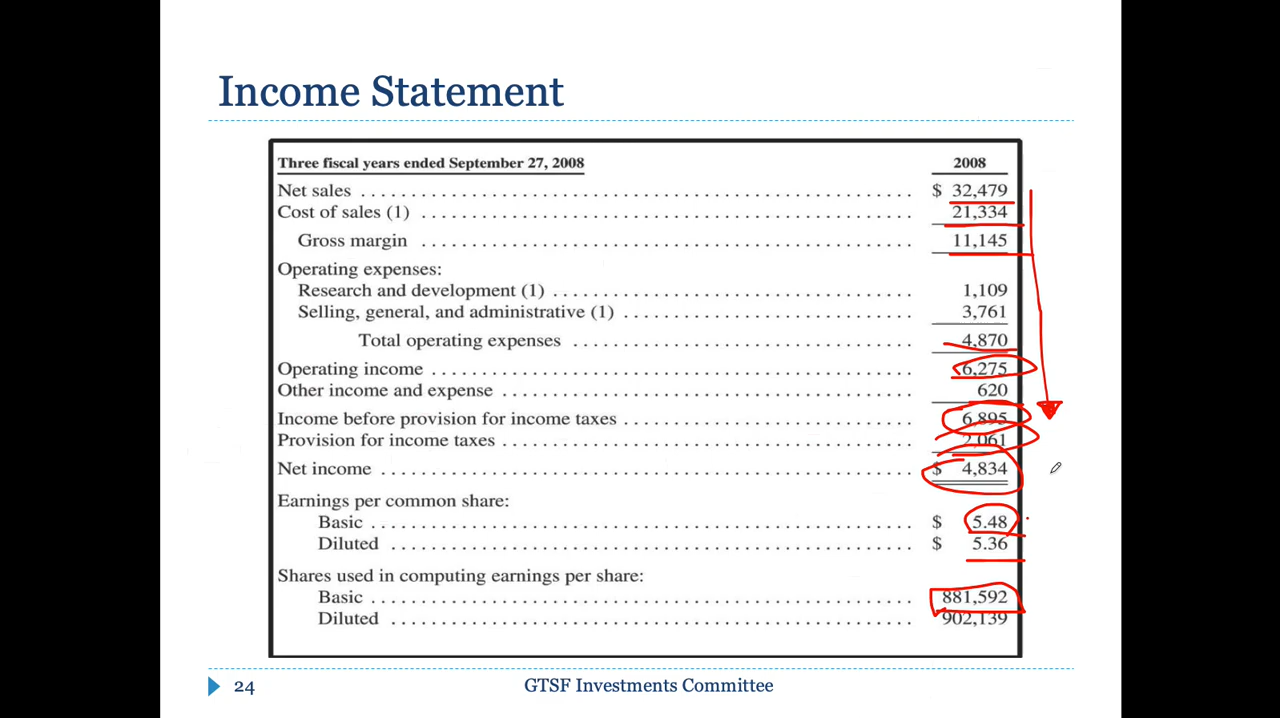 Income Statement
Three fiscal years ended September 27, 2008 2008
Net sales $ 32,479
Cost of sales (1) 21,334
Gross margin 11,145
Operating expenses:
Research and development (1) 1,109
Selling, general, and administrative (1) 3,761
Total operating expenses 4,870
Operating income 6,275
Other income and expense 620
Income before provision for income taxes 6,895
Provision for income taxes 2,061
Net income $ 4,834
Earnings per common share:
Basic $ 5.48
Diluted $ 5.36
Shares used in computing earnings per share:
Basic 881,592
Diluted 902,139
24 GTSF Investments Committee